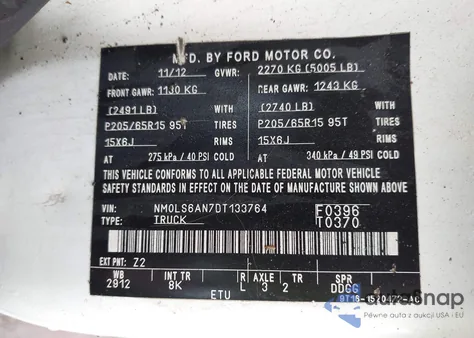 MFD. BY FORD MOTOR CO.
DATE: 11/12 GVWR: 2270 KG (5005 LB)
FRONT GAWR: 1130 KG REAR GAWR: 1243 KG
(2491 LB) WITH (2740 LB) WITH
P205/65R15 95T TIRES P205/65R15 95T TIRES
15X6J RIMS 15X6J RIMS
AT 275 kPa / 40 PSI COLD AT 340 kPa / 49 PSI COLD
THIS VEHICLE CONFORMS TO ALL APPLICABLE FEDERAL MOTOR VEHICLE
SAFETY STANDARDS IN EFFECT ON THE DATE OF MANUFACTURE SHOWN ABOVE.
VIN: NM0LS6AN7DT133764 F0396
TYPE: TRUCK T0370
EXT PNT: Z2
WB INT TR R AXLE TR SPR
2912 8K L 3 2 DDGG
ETU
autoSnap
Pewne auta z aukcji USA i EU